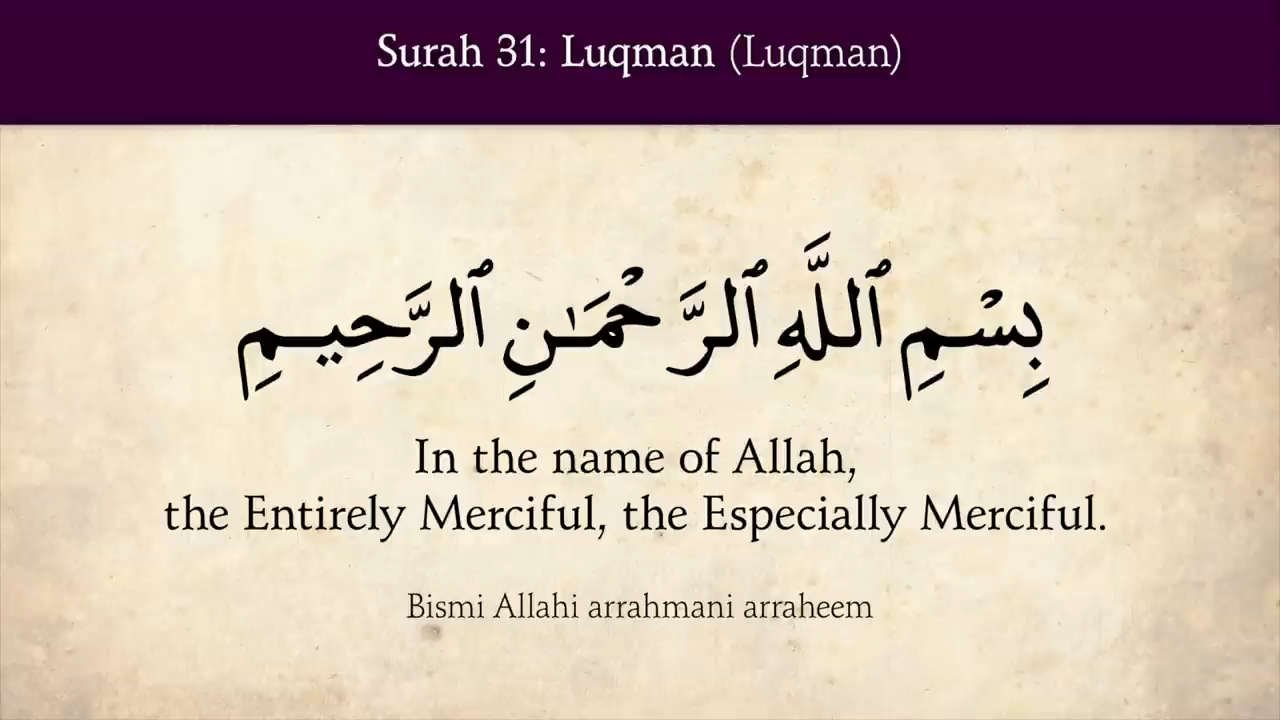 Surah 31: Luqman (Luqman)
بِسْمِ ٱللَّهِ ٱلرَّحْمَـٰنِ ٱلرَّحِيمِ
In the name of Allah,
the Entirely Merciful, the Especially Merciful.
Bismi Allahi arrahmani arraheem